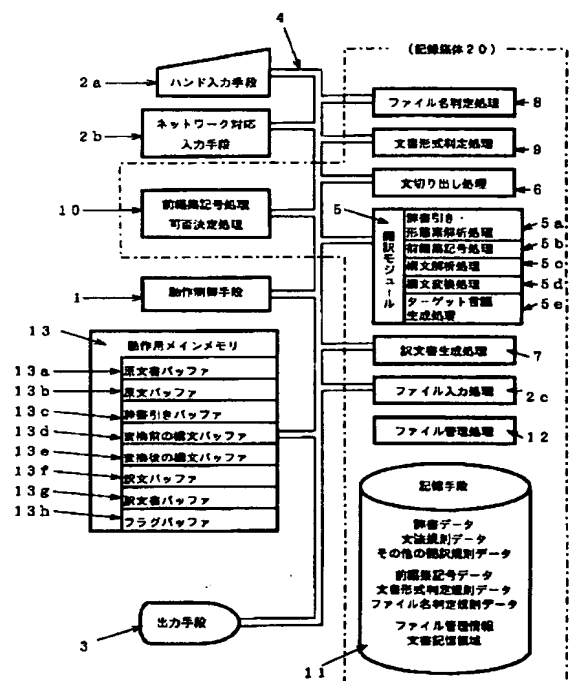 4
(記録媒体20)
2a
ハンド入力手段
2b
ネットワーク対応
入力手段
10
前編集記号処理
可否決定処理
1
動作制御手段
13
動作用メインメモリ
13a
原文書バッファ
13b
原文バッファ
13c
辞書引きバッファ
13d
変換前の構文バッファ
13e
変換後の構文バッファ
13f
訳文バッファ
13g
訳文書バッファ
13h
フラグバッファ
3
出力手段
ファイル名判定処理
8
文書形式判定処理
9
文切り出し処理
6
5
翻訳モジュール
辞書引き・
形態素解析処理
5a
前編集記号処理
5b
構文解析処理
5c
構文変換処理
5d
ターゲット言語
生成処理
5e
訳文書生成処理
7
ファイル入力処理
2c
ファイル管理処理
12
記憶手段
辞書データ
文法規則データ
その他の翻訳規則データ
前編集記号データ
文書形式判定規則データ
ファイル名判定規則データ
ファイル管理情報
文書記憶領域
11